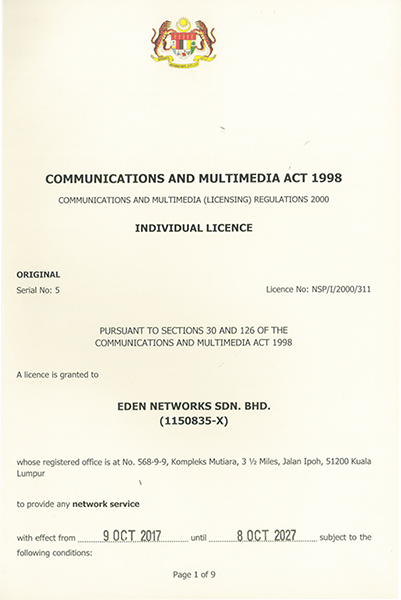 COMMUNICATIONS AND MULTIMEDIA ACT 1998
COMMUNICATIONS AND MULTIMEDIA (LICENSING) REGULATIONS 2000
INDIVIDUAL LICENCE
ORIGINAL
Serial No: 5
Licence No: NSP/I/2000/311
PURSUANT TO SECTIONS 30 AND 126 OF THE
COMMUNICATIONS AND MULTIMEDIA ACT 1998
A licence is granted to
EDEN NETWORKS SDN. BHD.
(1150835-X)
whose registered office is at No. 568-9-9, Kompleks Mutiara, 3 ½ Miles, Jalan Ipoh, 51200 Kuala
Lumpur
to provide any network service
with effect from 9 OCT 2017 until 8 OCT 2027 subject to the
following conditions:
Page 1 of 9